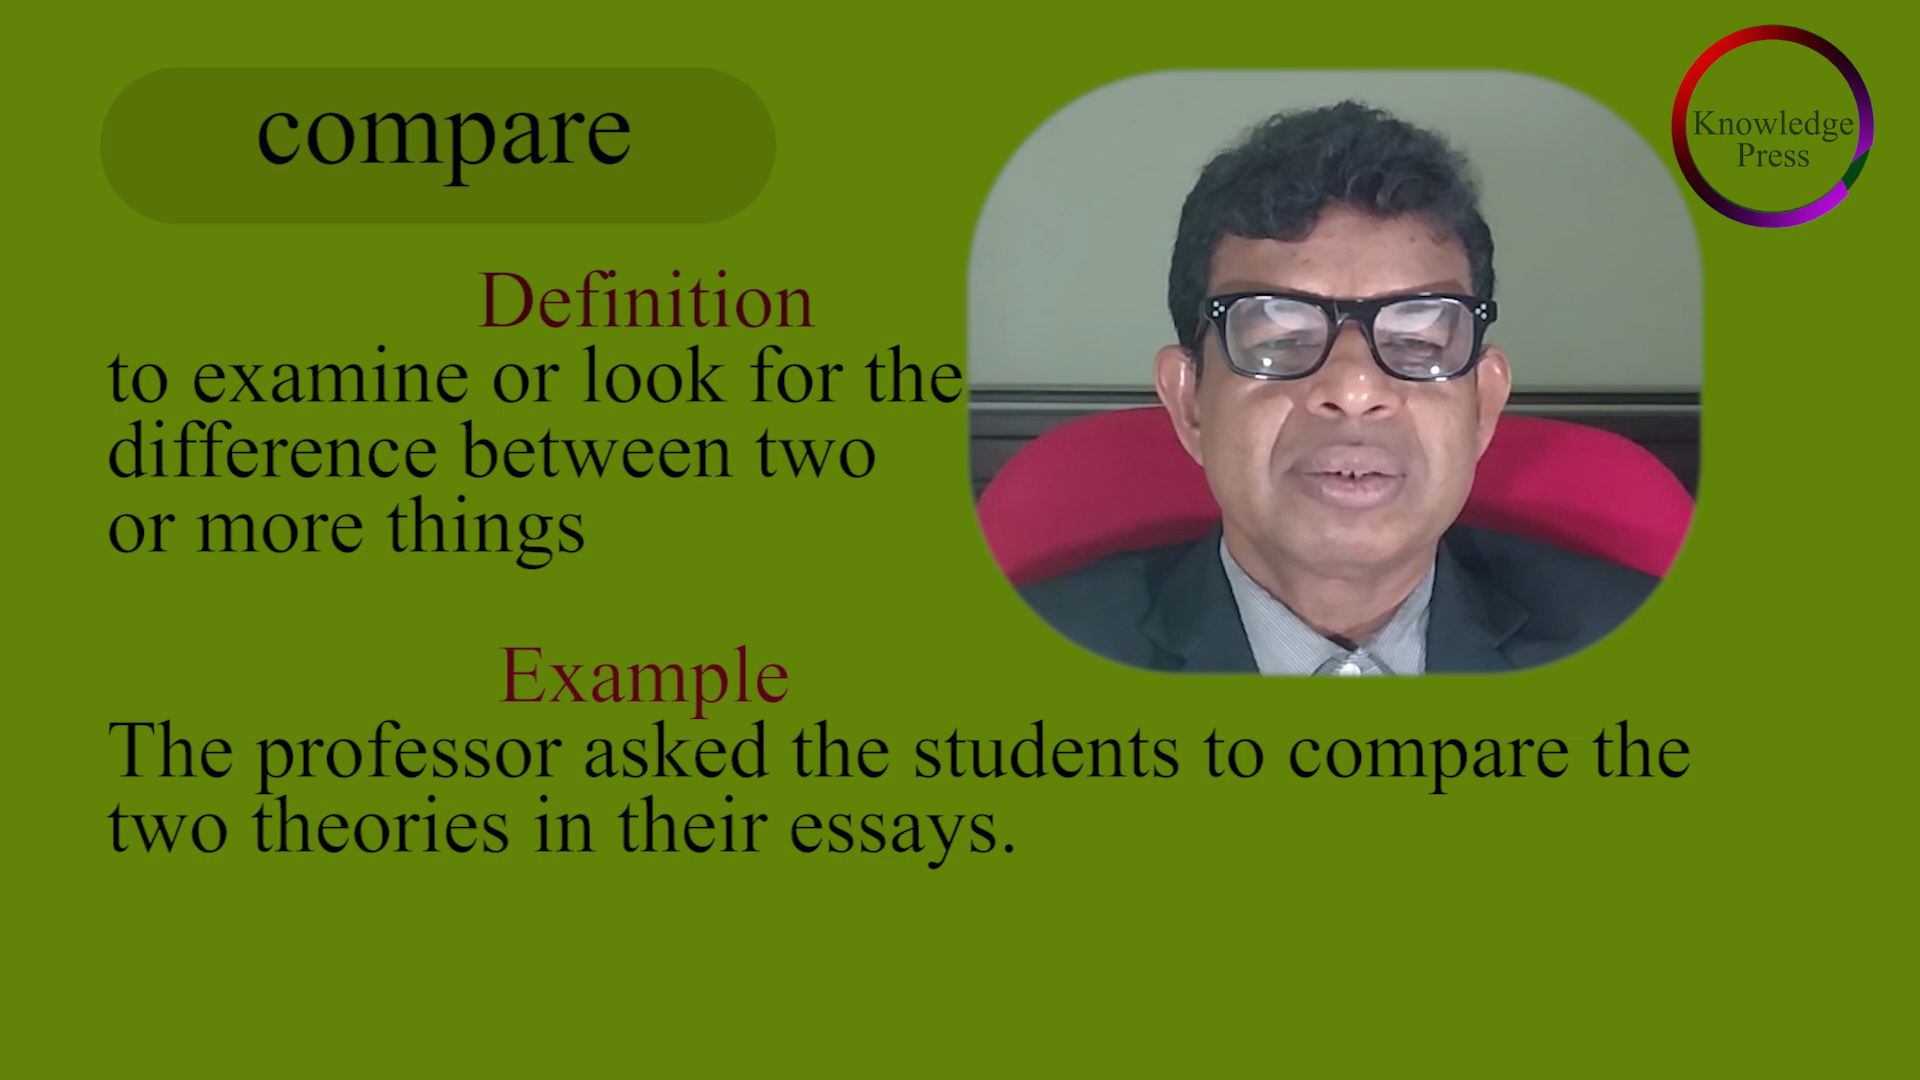 compare
Knowledge
Press
Definition
to examine or look for the
difference between two
or more things
Example
The professor asked the students to compare the
two theories in their essays.